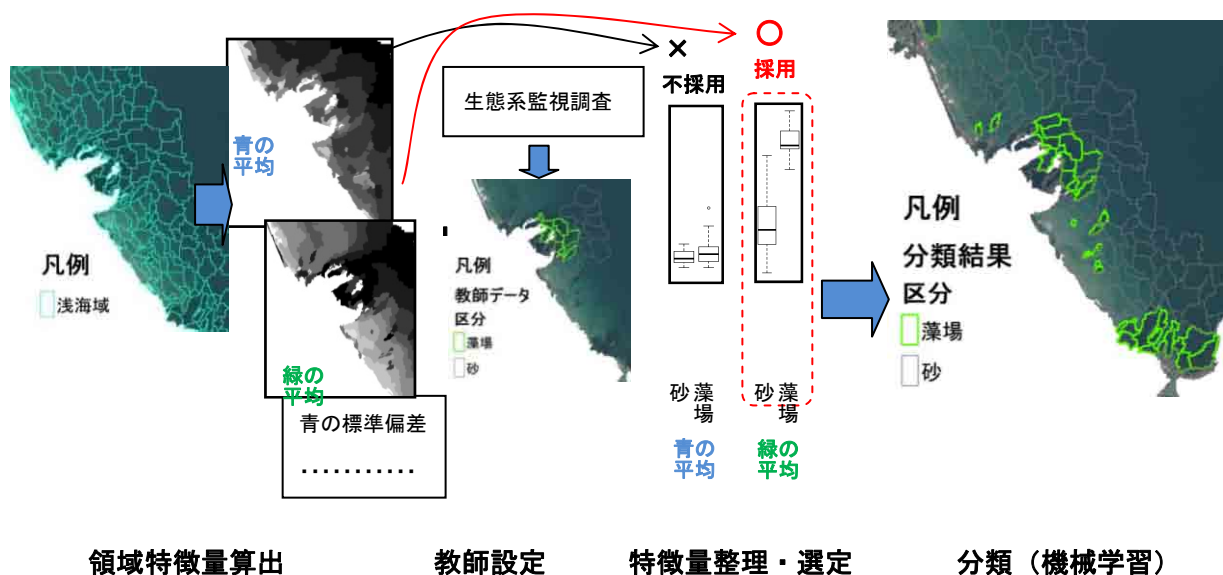 凡例
浅海域
青の
平均
緑の
平均
青の標準偏差
...........
生態系監視調査
凡例
教師データ
区分
藻場
砂
×
不採用
○
採用
砂
藻場
青の
平均
砂
藻場
緑の
平均
凡例
分類結果
区分
藻場
砂
領域特徴量算出
教師設定
特徴量整理・選定
分類(機械学習)